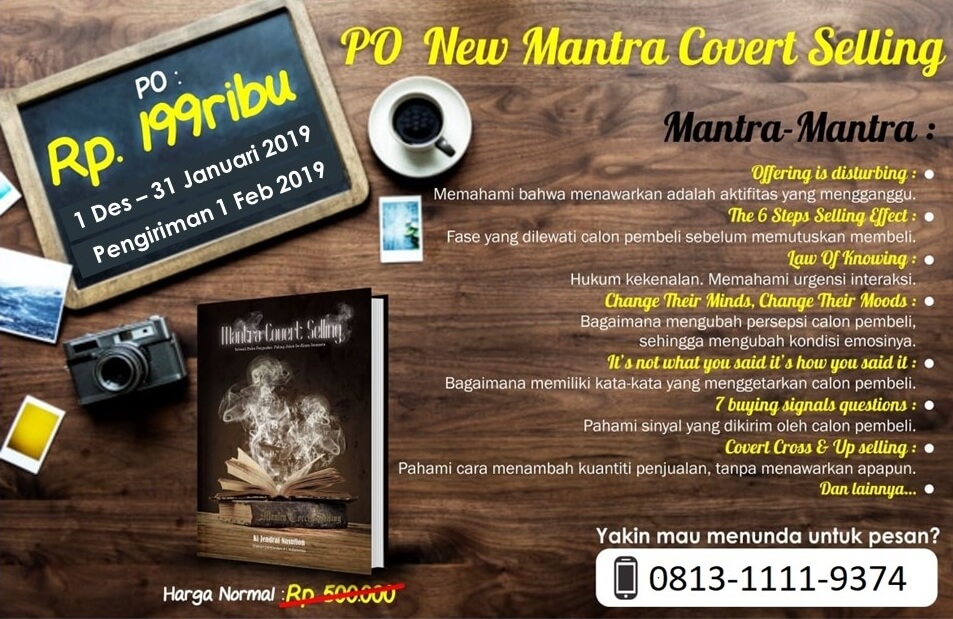 PO New Mantra Covert Selling
PO :
Rp. 199ribu
1 Des – 31 Januari 2019
Pengiriman 1 Feb 2019
Mantra-Mantra :
Offering is disturbing :
Memahami bahwa menawarkan adalah aktifitas yang mengganggu.
The 6 Steps Selling Effect :
Fase yang dilewati calon pembeli sebelum memutuskan membeli.
Law Of Knowing :
Hukum kekenalan. Memahami urgensi interaksi.
Change Their Minds, Change Their Moods :
Bagaimana mengubah persepsi calon pembeli,
sehingga mengubah kondisi emosinya.
It's not what you said it's how you said it :
Bagaimana memiliki kata-kata yang menggetarkan calon pembeli.
7 buying signals questions :
Pahami sinyal yang dikirim oleh calon pembeli.
Covert Cross & Up selling :
Pahami cara menambah kuantiti penjualan, tanpa menawarkan apapun.
Dan lainnya...
Mantra Covert Selling
Mantra Covert Selling
Ki Jendral Nasution
Harga Normal : Rp 500.000
Yakin mau menunda untuk pesan?
0813-1111-9374